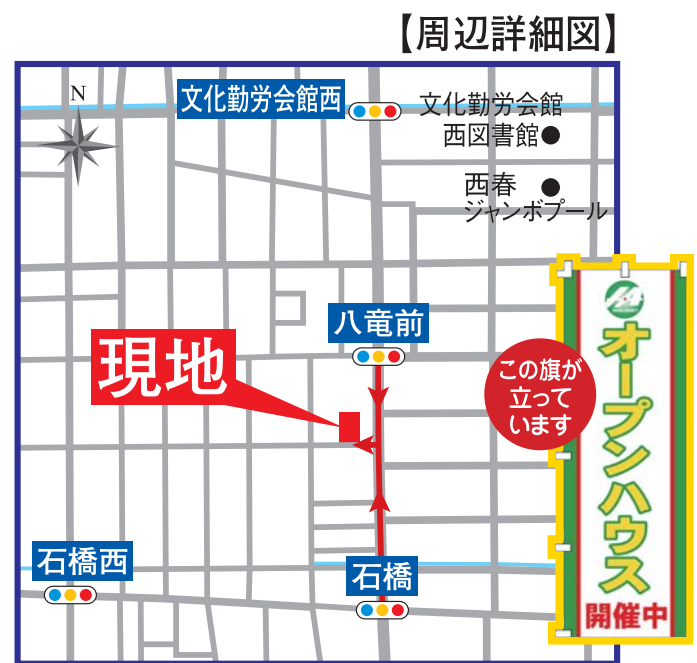 【周辺詳細図】
N
文化勤労会館西
文化勤労会館
西図書館
西春
ジャンボプール
八竜前
現地
この旗が
立って
います
オープンハウス
開催中
石橋西
石橋